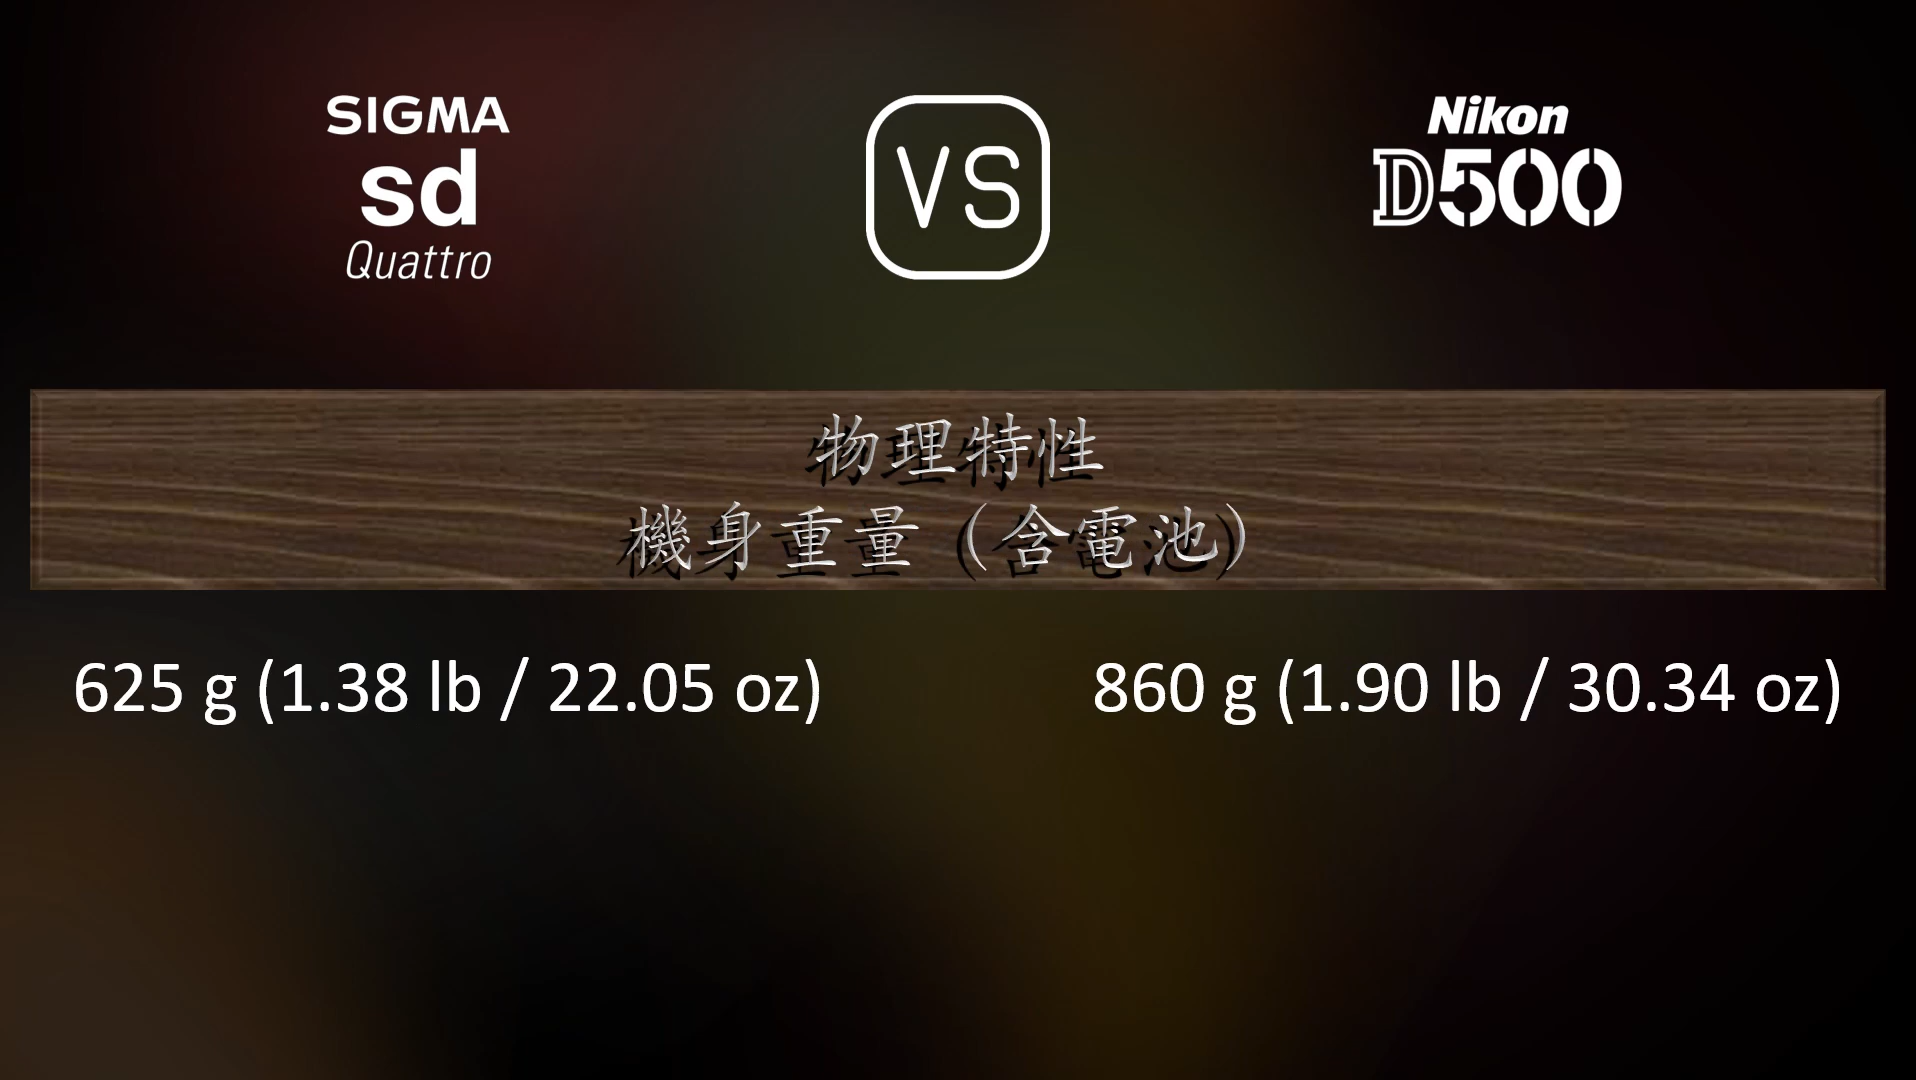 SIGMA
sd
Quattro
VS
Nikon
D500
物理特性
機身重量（含電池）
625 g (1.38 lb / 22.05 oz)
860 g (1.90 lb / 30.34 oz)